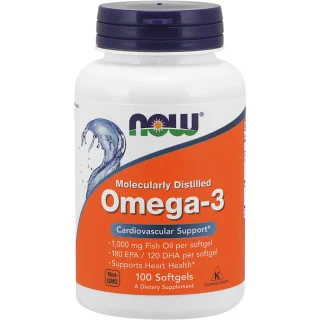 now
Molecularly Distilled
Omega-3
Cardiovascular Support*
• 1,000 mg Fish Oil per softgel
• 180 EPA / 120 DHA per softgel
• Supports Heart Health*
Non-
GMO
100 Softgels
A Dietary Supplement
K